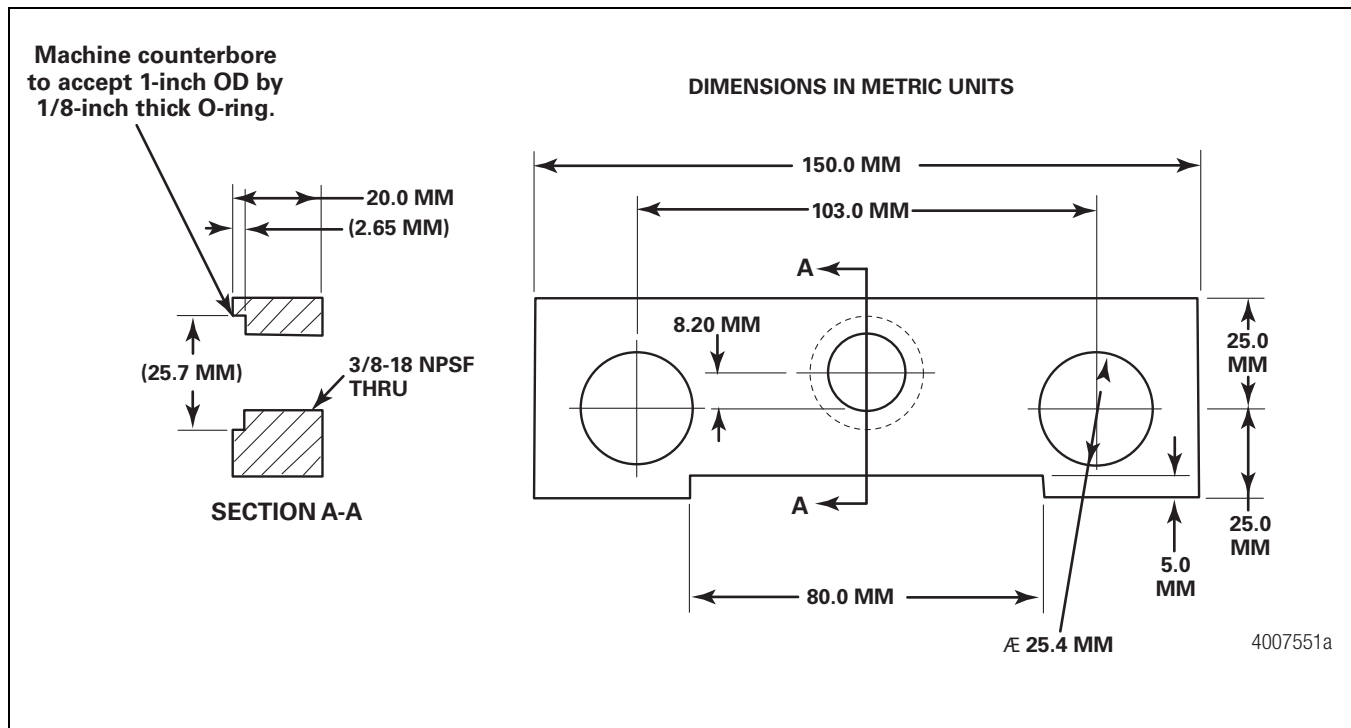 Machine counterbore
to accept 1-inch OD by
1/8-inch thick O-ring.
DIMENSIONS IN METRIC UNITS
150.0 MM
20.0 MM
103.0 MM
(2.65 MM)
A
8.20 MM
25.0
MM
(25.7 MM)
3/8-18 NPSF
THRU
A
SECTION A-A
25.0
MM
5.0
MM
80.0 MM
Æ 25.4 MM
4007551a